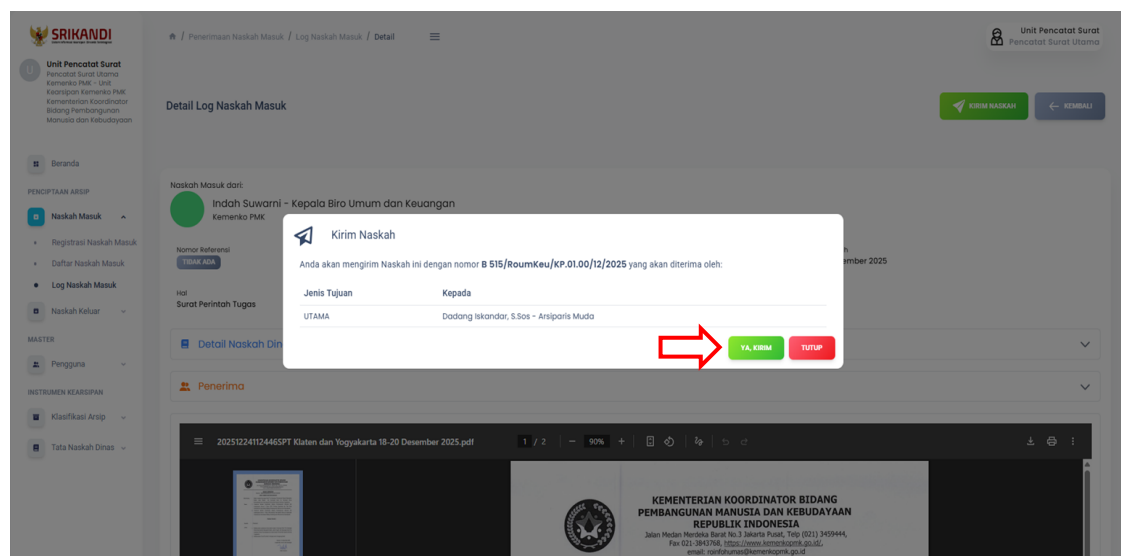 SRIKANDI
Penerimaan Naskah Masuk / Log Naskah Masuk / Detail
Unit Pencatat Surat
Pencatat Surat Utama
U
Unit Pencatat Surat
Pencatat Surat Utama
Kemenko PMK - Unit
Kearsipan Kemenko PMK
Kementerian Koordinator
Bidang Pembangunan
Manusia dan Kebudayaan
Detail Log Naskah Masuk
KIRIM NASKAH
KEMBALI
Beranda
PENCIPTAAN ARSIP
Naskah Masuk
Registrasi Naskah Masuk
Daftar Naskah Masuk
Log Naskah Masuk
Naskah Keluar
MASTER
Pengguna
INSTRUMEN KEARSIPAN
Klasifikasi Arsip
Tata Naskah Dinas
Naskah Masuk dari:
Indah Suwarni - Kepala Biro Umum dan Keuangan
Kemenko PMK
Nomor Referensi
TIDAK ADA
h
ember 2025
Hal
Surat Perintah Tugas
Kirim Naskah
Anda akan mengirim Naskah ini dengan nomor B 515/RoumKeu/KP.01.00/12/2025 yang akan diterima oleh:
Jenis Tujuan Kepada
UTAMA Dadang Iskandar, S.Sos - Arsiparis Muda
YA, KIRIM TUTUP
Detail Naskah Din
Penerima
20251224112446SPT Klaten dan Yogyakarta 18-20 Desember 2025.pdf 1 / 2 90%
KEMENTERIAN KOORDINATOR BIDANG
PEMBANGUNAN MANUSIA DAN KEBUDAYAAN
REPUBLIK INDONESIA
Jalan Medan Merdeka Barat No.3 Jakarta Pusat, Telp (021) 3459444,
Fax 021-3843768, https://www.kemenkopmk.go.id/,
email: roinfohumas@kemenkopmk.go.id